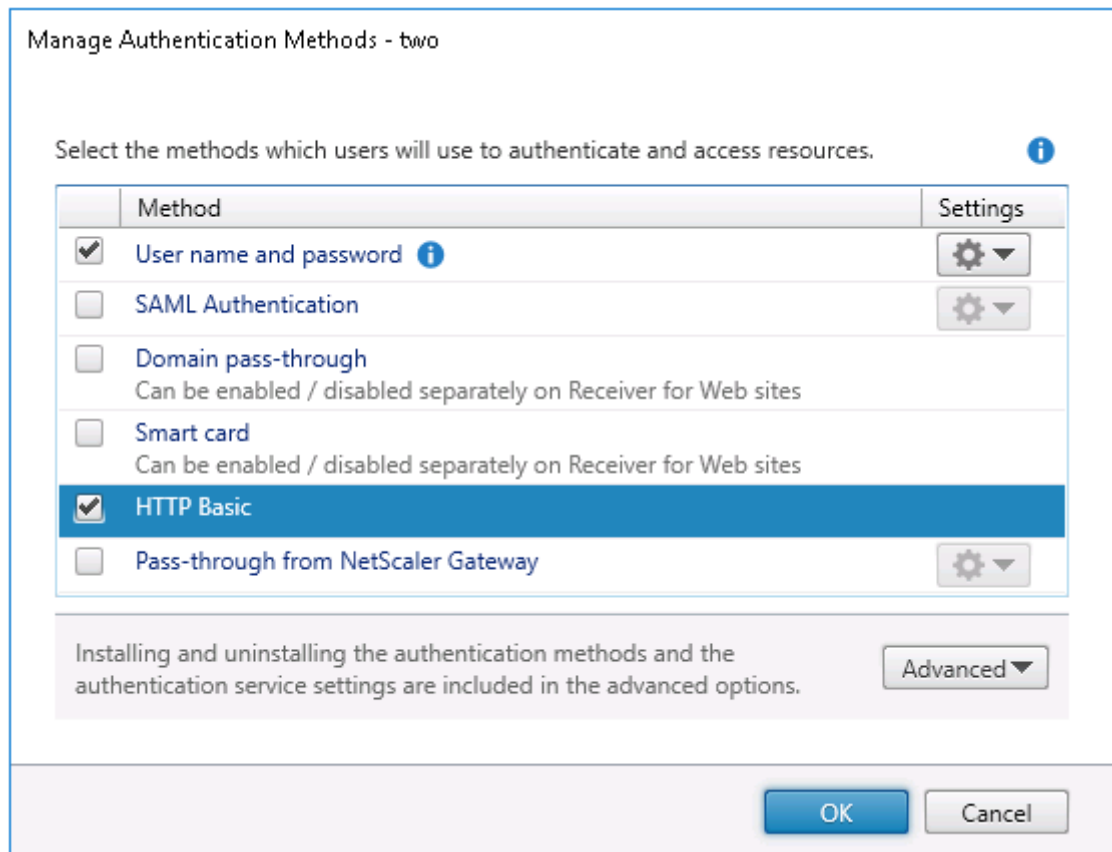 Manage Authentication Methods - two
Select the methods which users will use to authenticate and access resources.
Method Settings
User name and password
SAML Authentication
Domain pass-through
Can be enabled / disabled separately on Receiver for Web sites
Smart card
Can be enabled / disabled separately on Receiver for Web sites
HTTP Basic
Pass-through from NetScaler Gateway
Installing and uninstalling the authentication methods and the
authentication service settings are included in the advanced options.
Advanced
OK Cancel